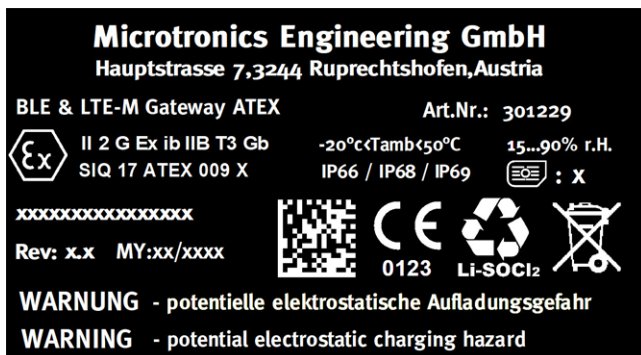 Microtronics Engineering GmbH
Hauptstrasse 7,3244 Ruprechtshofen,Austria
BLE & LTE-M Gateway ATEX Art.Nr.: 301229
Ex II 2 G Ex ib IIB T3 Gb -20°c<Tamb<50°C 15...90% r.H.
SIQ 17 ATEX 009 X IP66 / IP68 / IP69 : X
xxxxxxxxxxxxxxxx
Rev: x.x MY:xx/xxxx CE 0123 Li-SOCl₂
WARNUNG - potentielle elektrostatische Aufladungsgefahr
WARNING - potential electrostatic charging hazard